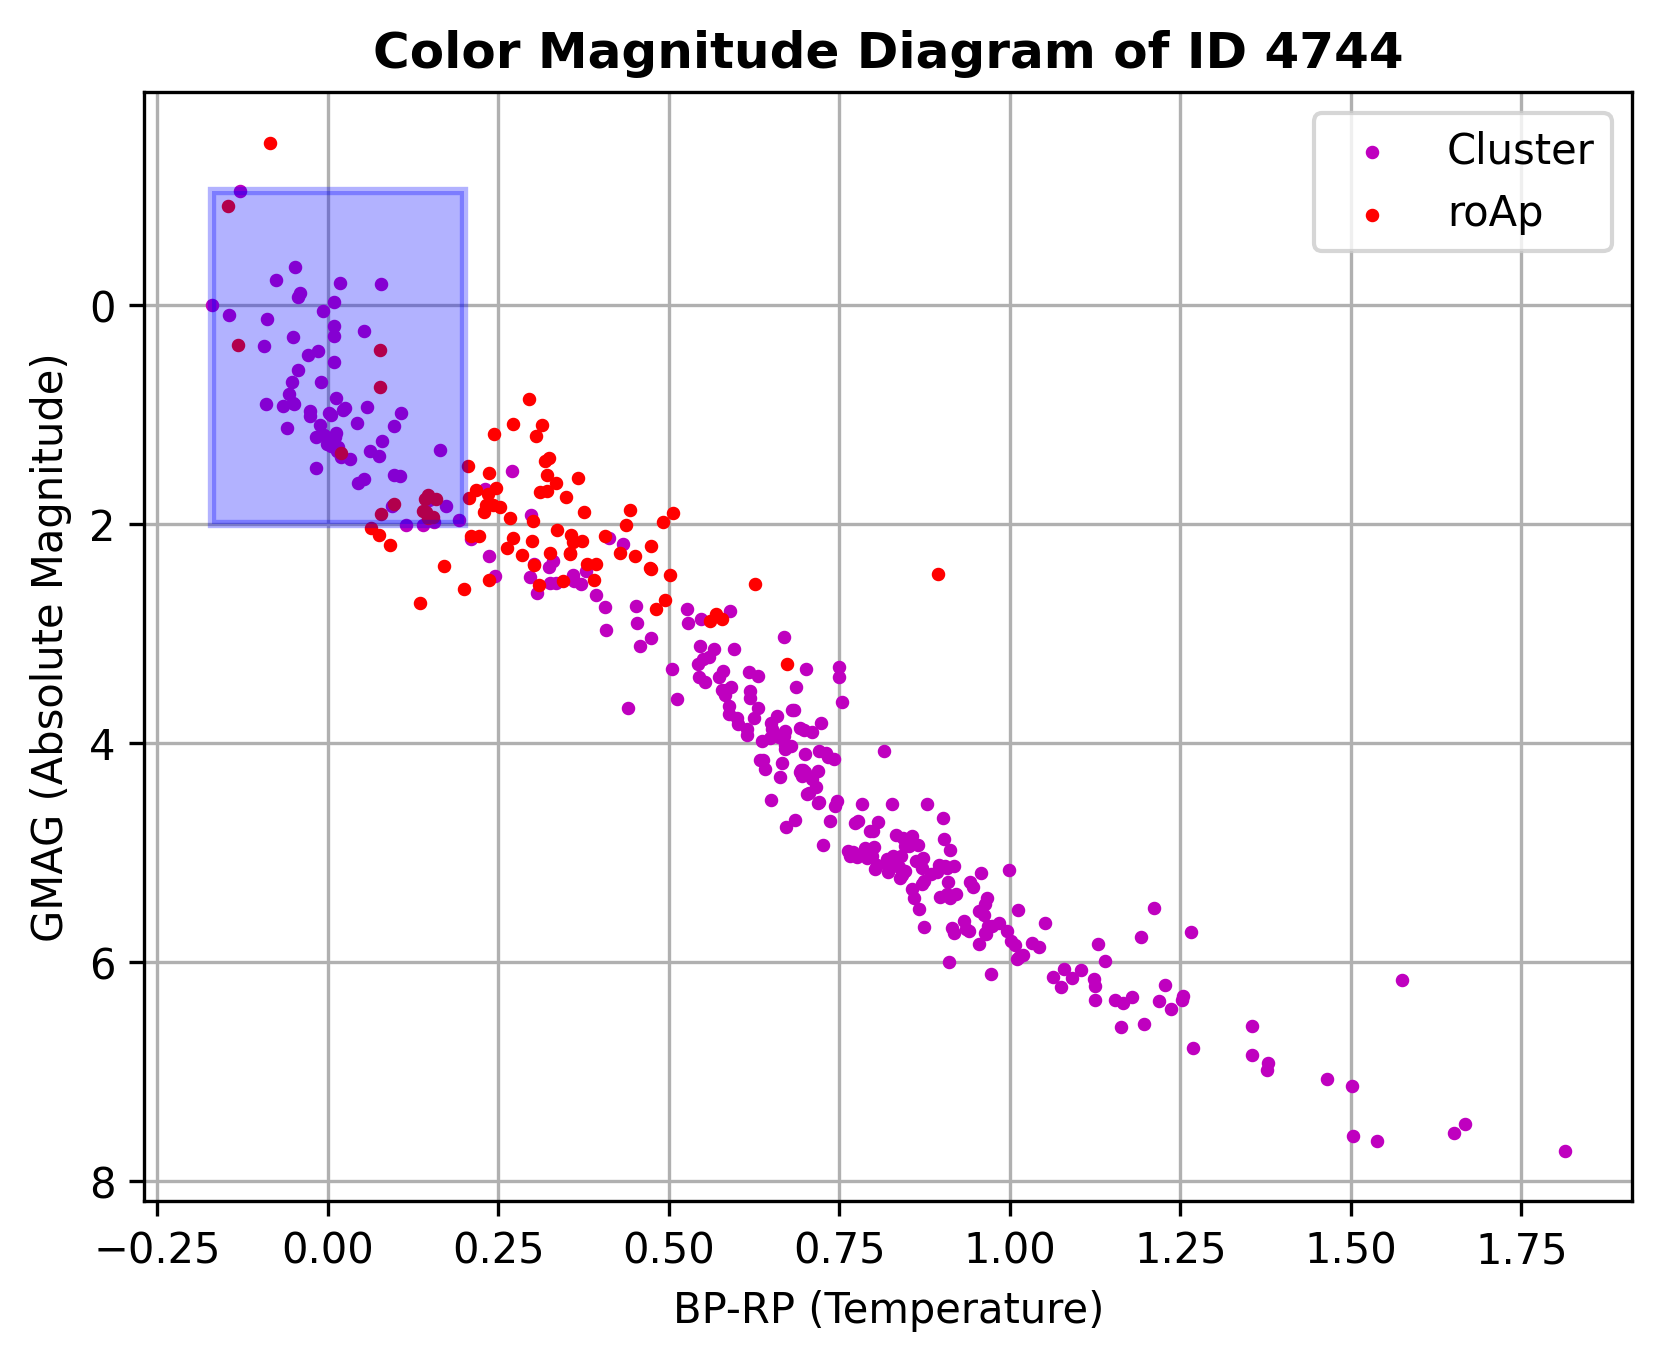 Color Magnitude Diagram of ID 4744
Cluster
roAp
GMAG (Absolute Magnitude)
0
2
4
6
8
−0.25 0.00 0.25 0.50 0.75 1.00 1.25 1.50 1.75
BP-RP (Temperature)